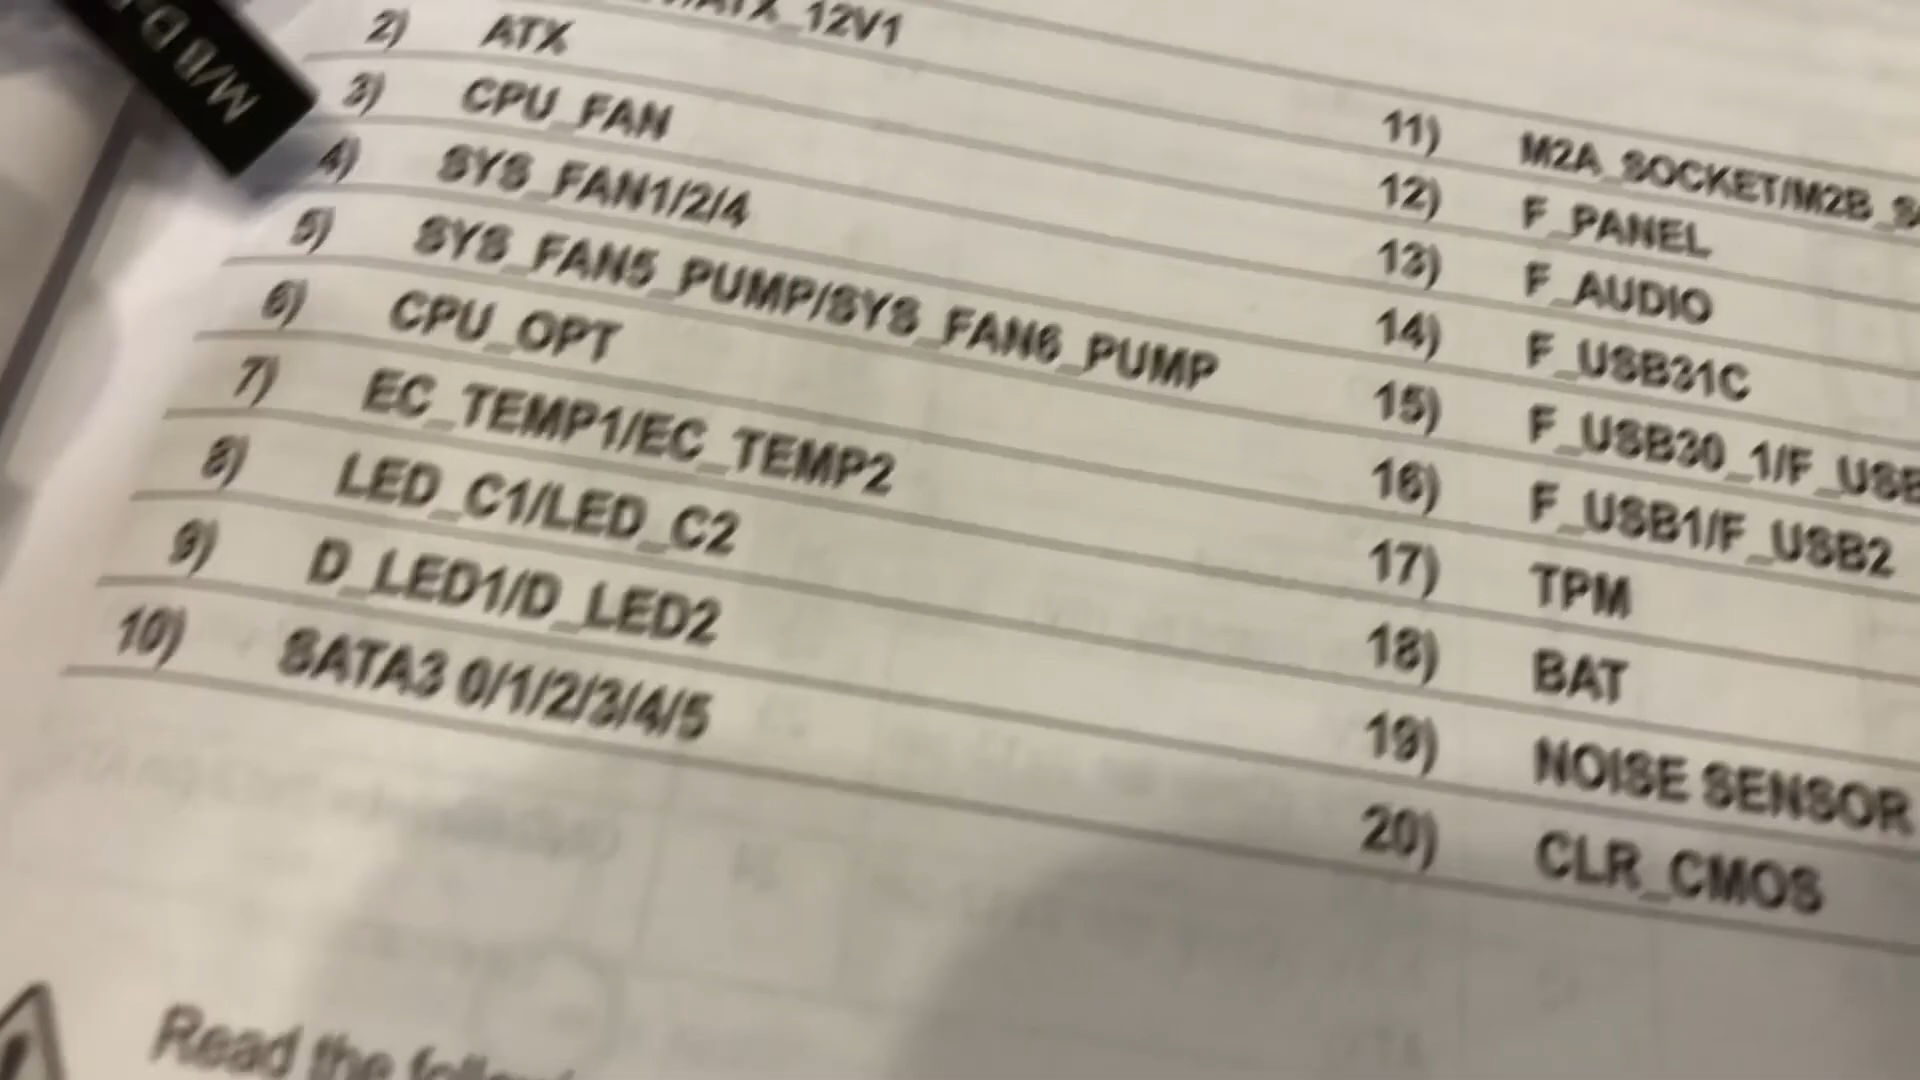 M/B D-
ATX_12V1
2) ATX
3) CPU_FAN
4) SYS_FAN1/2/4
5) SYS_FAN5_PUMP/SYS_FAN6_PUMP
6) CPU_OPT
7) EC_TEMP1/EC_TEMP2
8) LED_C1/LED_C2
9) D_LED1/D_LED2
10) SATA3 0/1/2/3/4/5
11) M2A_SOCKET/M2B_S
12) F_PANEL
13) F_AUDIO
14) F_USB31C
15) F_USB30_1/F_USB
16) F_USB1/F_USB2
17) TPM
18) BAT
19) NOISE SENSOR
20) CLR_CMOS
Read the